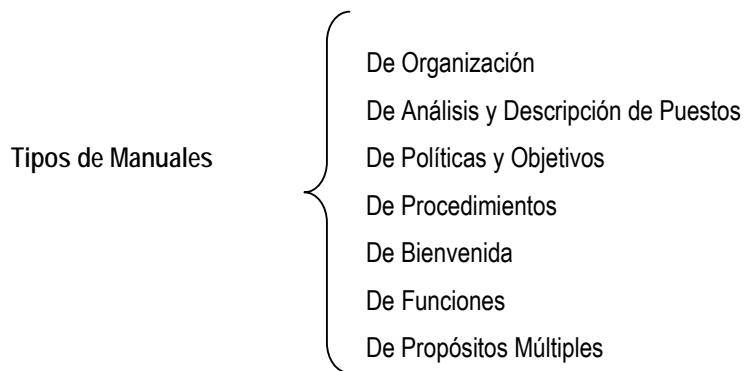 De Organización
De Análisis y Descripción de Puestos
Tipos de Manuales
De Políticas y Objetivos
De Procedimientos
De Bienvenida
De Funciones
De Propósitos Múltiples